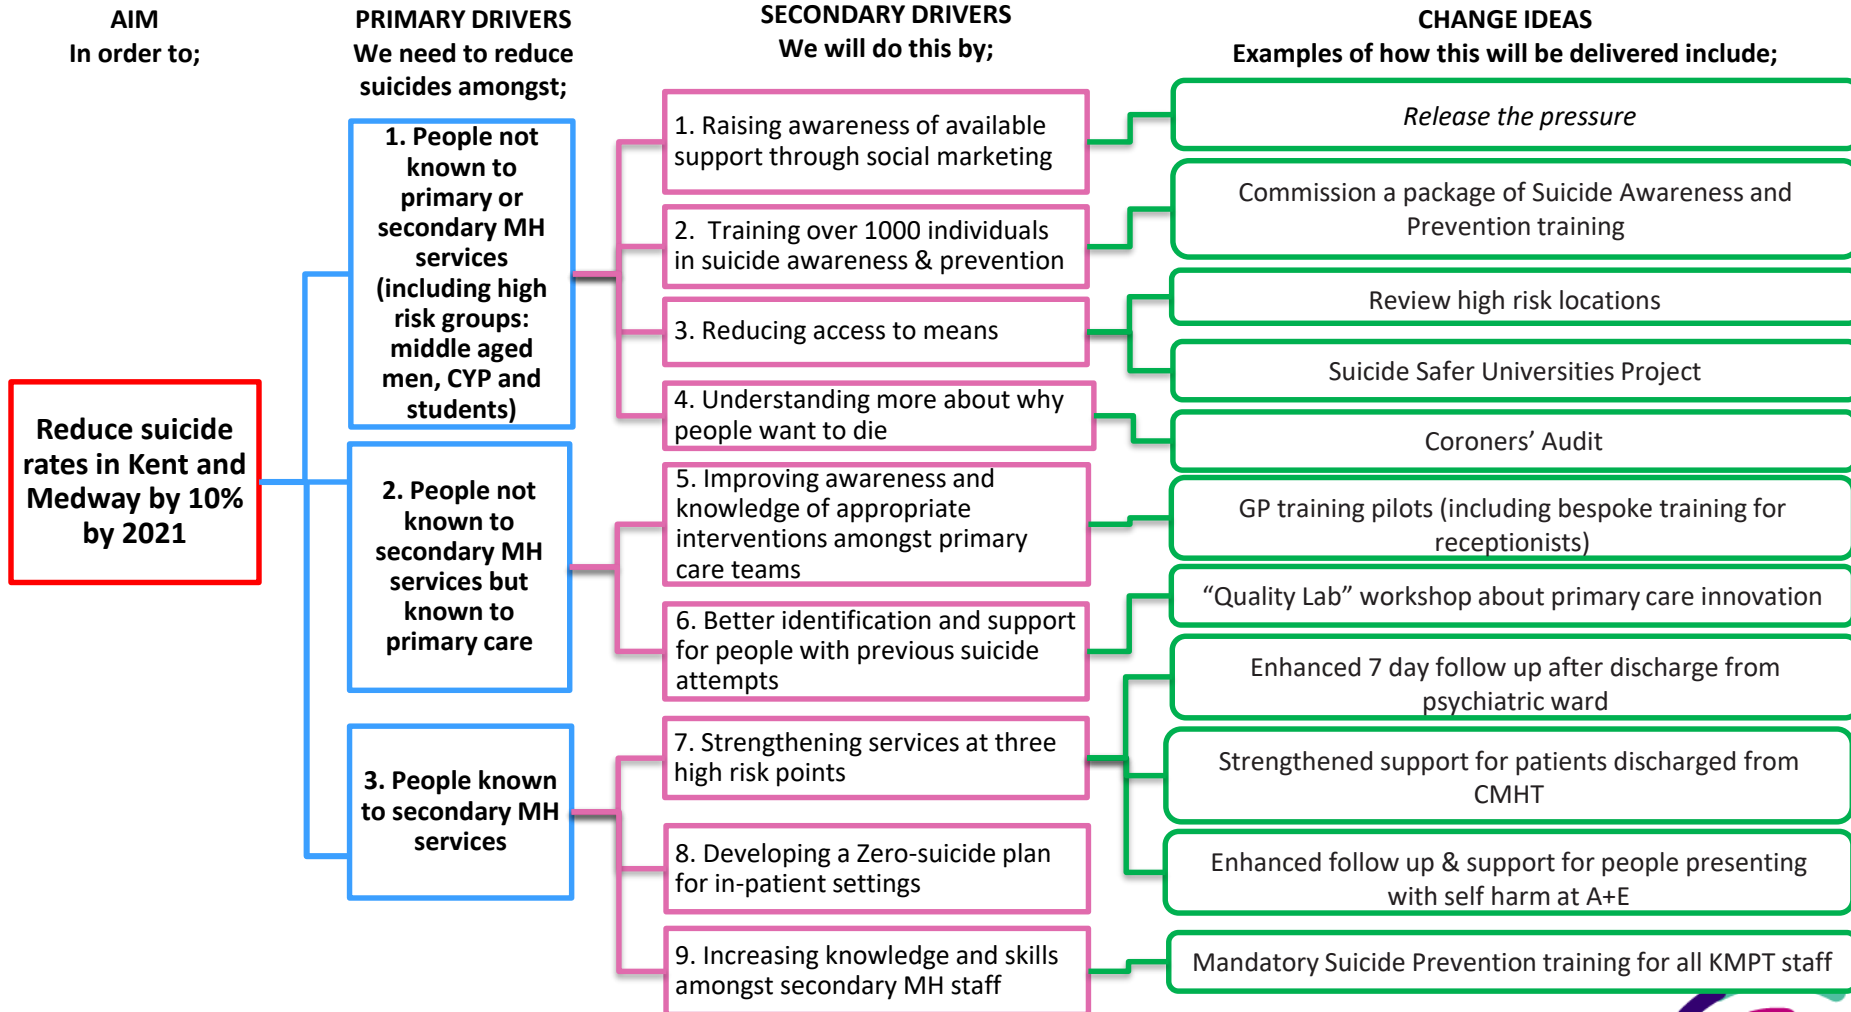 AIM
In order to;
PRIMARY DRIVERS
We need to reduce
suicides amongst;
SECONDARY DRIVERS
We will do this by;
CHANGE IDEAS
Examples of how this will be delivered include;
Reduce suicide
rates in Kent and
Medway by 10%
by 2021
1. People not
known to
primary or
secondary MH
services
(including high
risk groups:
middle aged
men, CYP and
students)
2. People not
known to
secondary MH
services but
known to
primary care
3. People known
to secondary MH
services
1. Raising awareness of available
support through social marketing
2. Training over 1000 individuals
in suicide awareness & prevention
3. Reducing access to means
4. Understanding more about why
people want to die
5. Improving awareness and
knowledge of appropriate
interventions amongst primary
care teams
6. Better identification and support
for people with previous suicide
attempts
7. Strengthening services at three
high risk points
8. Developing a Zero-suicide plan
for in-patient settings
9. Increasing knowledge and skills
amongst secondary MH staff
Release the pressure
Commission a package of Suicide Awareness and
Prevention training
Review high risk locations
Suicide Safer Universities Project
Coroners’ Audit
GP training pilots (including bespoke training for
receptionists)
“Quality Lab” workshop about primary care innovation
Enhanced 7 day follow up after discharge from
psychiatric ward
Strengthened support for patients discharged from
CMHT
Enhanced follow up & support for people presenting
with self harm at A+E
Mandatory Suicide Prevention training for all KMPT staff